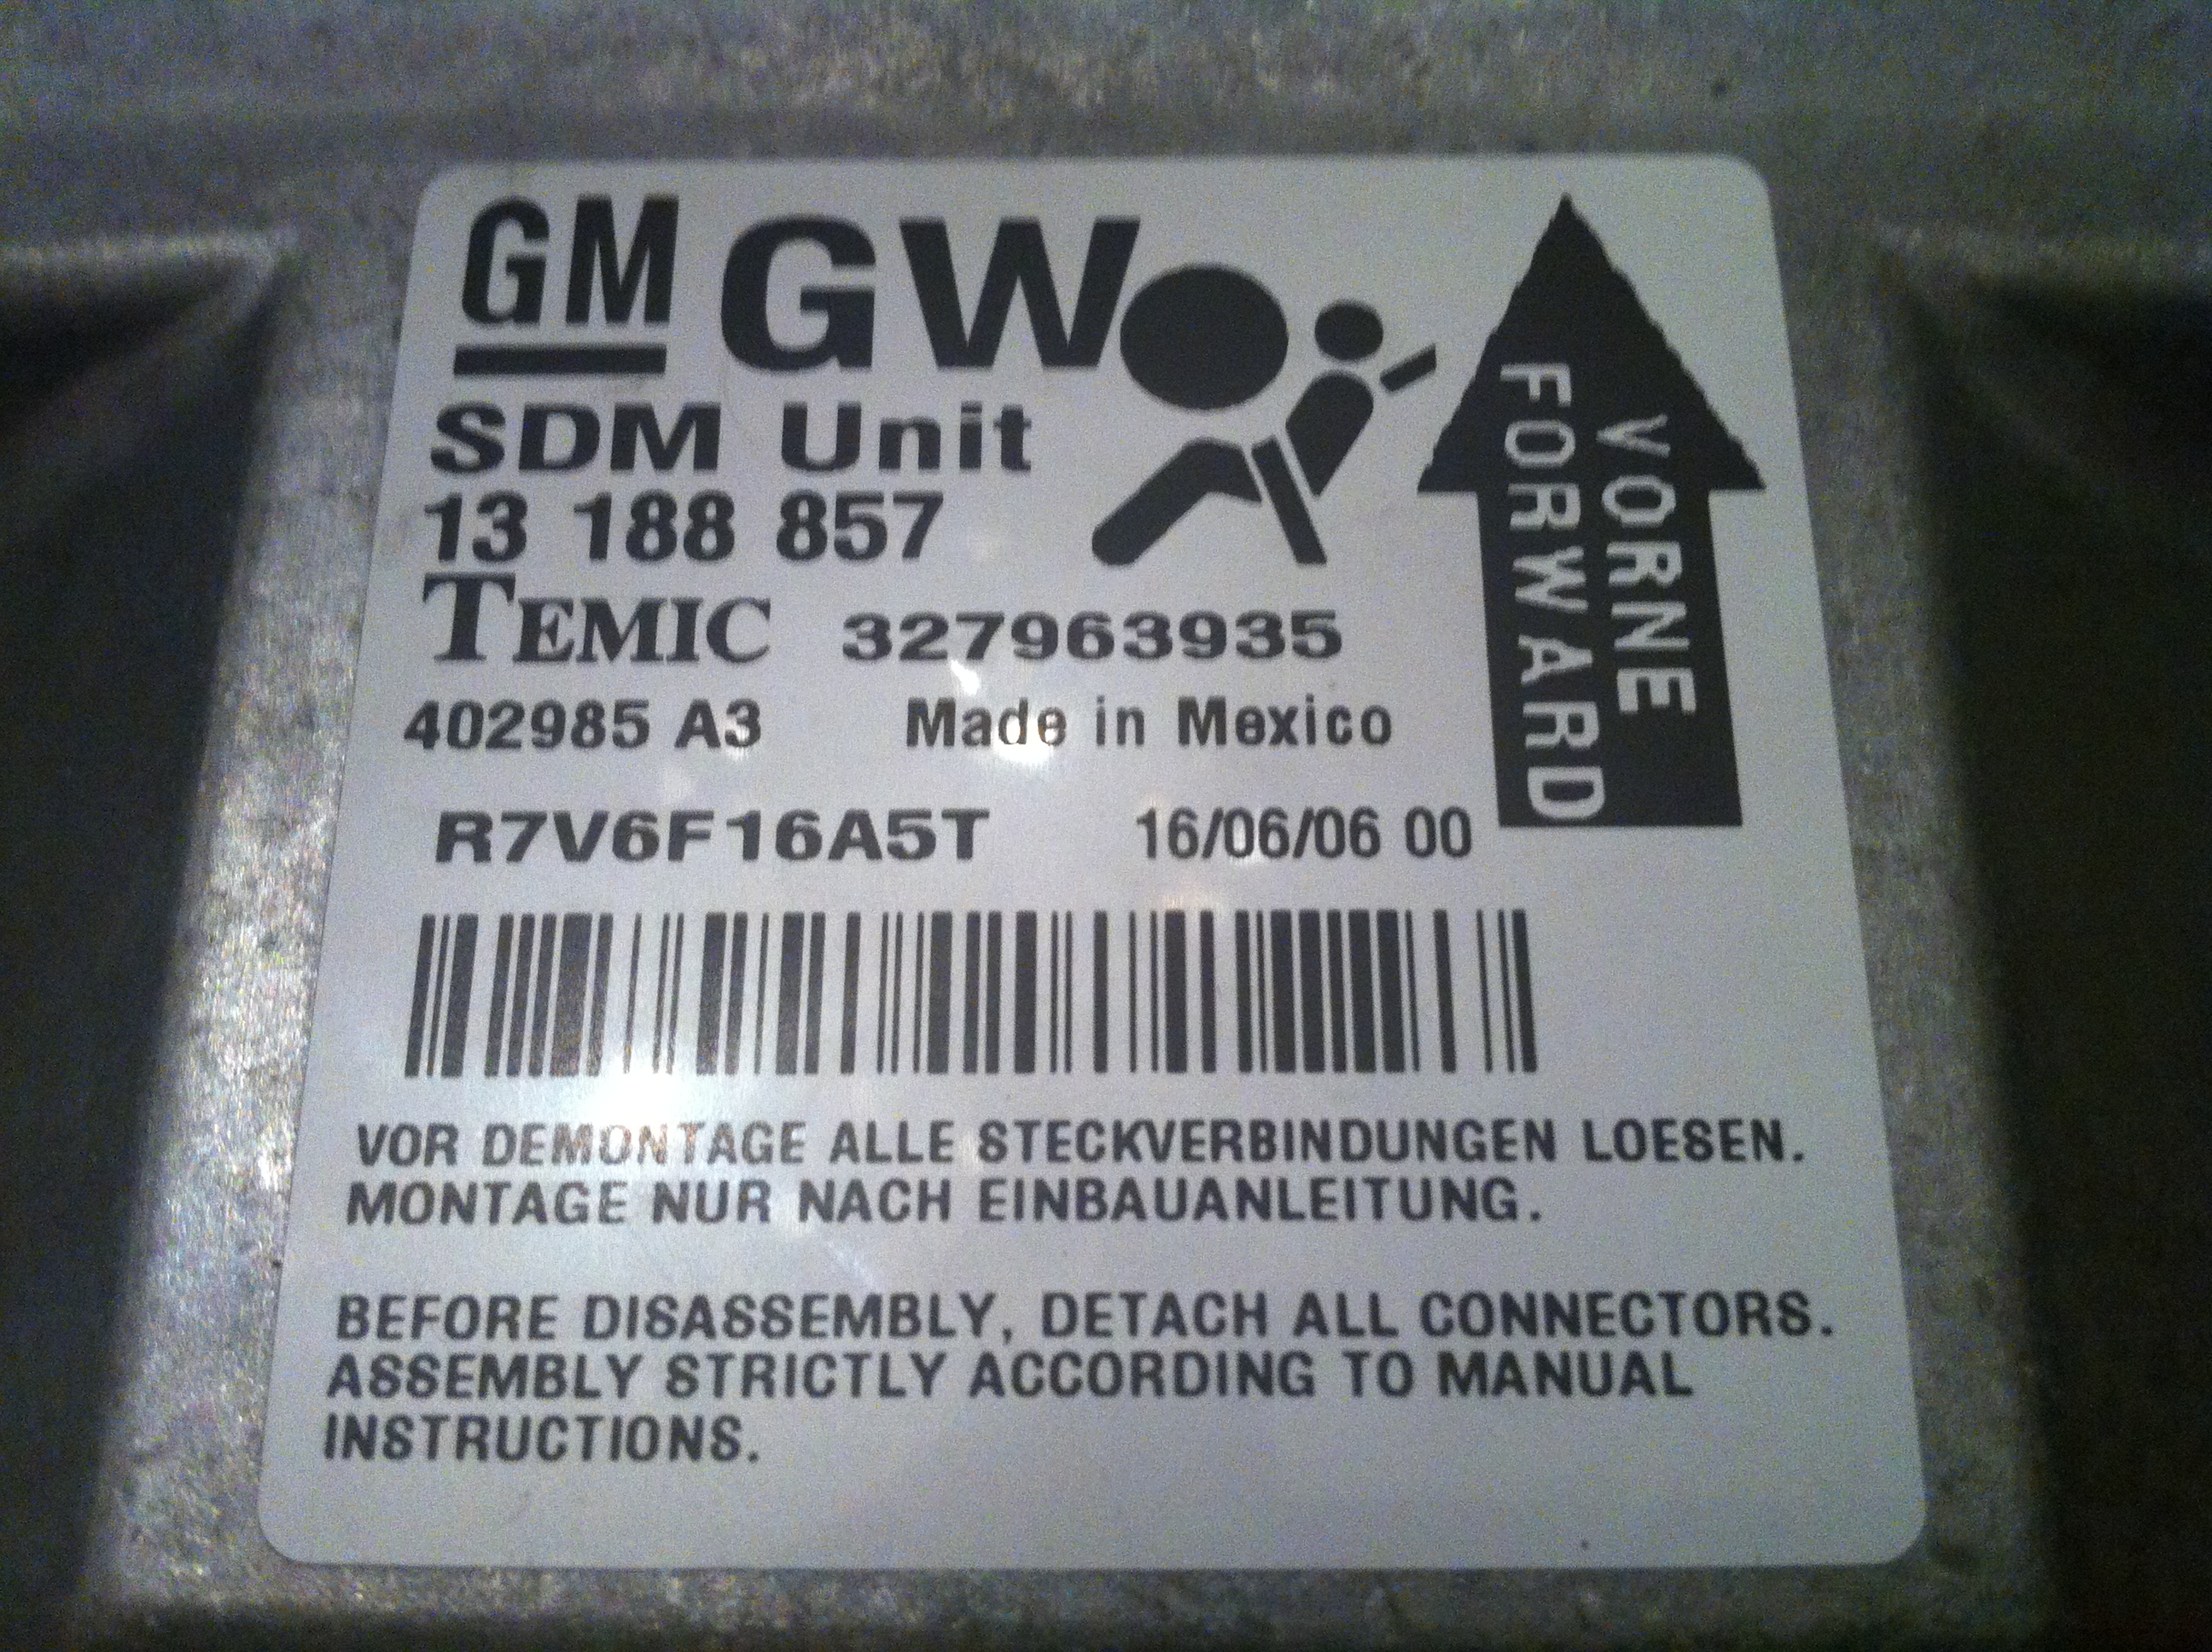 GM GW
SDM Unit
13 188 857
TEMIC 327963935
402985 A3 Made in Mexico
R7V6F16A5T 16/06/06 00
VORNE
FORWARD
VOR DEMONTAGE ALLE STECKVERBINDUNGEN LOESEN.
MONTAGE NUR NACH EINBAUANLEITUNG.
BEFORE DISASSEMBLY, DETACH ALL CONNECTORS.
ASSEMBLY STRICTLY ACCORDING TO MANUAL
INSTRUCTIONS.